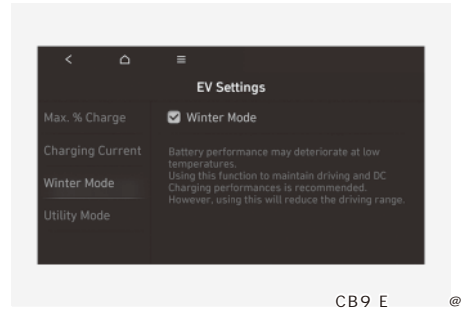 EV Settings
Max. % Charge
Charging Current
Winter Mode
Utility Mode
Winter Mode
Battery performance may deteriorate at low
temperatures.
Using this function to maintain driving and DC
Charging performances is recommended.
However, using this will reduce the driving range.
CB9 E @